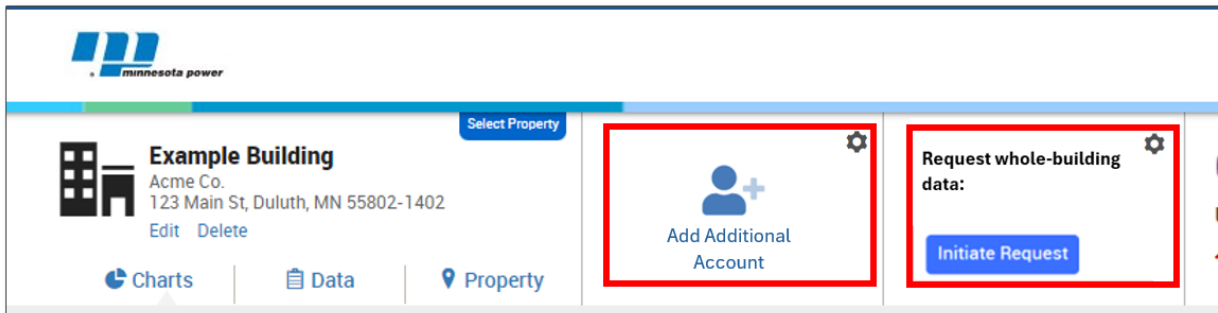 minnesota power
Select Property
Example Building
Acme Co.
123 Main St, Duluth, MN 55802-1402
Edit Delete
Charts
Data
Property
Add Additional
Account
Request whole-building
data:
Initiate Request